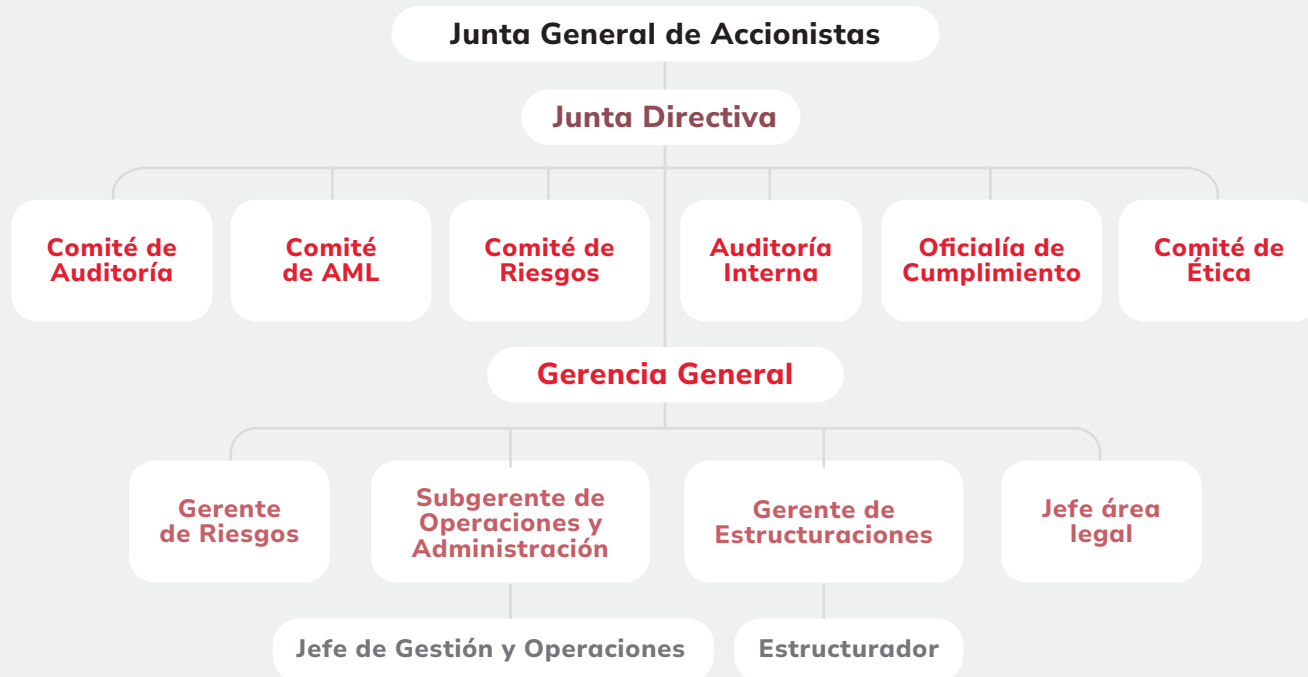 Junta General de Accionistas
Junta Directiva
Comité de
Auditoría
Comité
de AML
Comité de
Riesgos
Auditoría
Interna
Oficialía de
Cumplimiento
Comité de
Ética
Gerencia General
Gerente
de Riesgos
Subgerente de
Operaciones y
Administración
Gerente de
Estructuraciones
Jefe área
legal
Jefe de Gestión y Operaciones
Estructurador